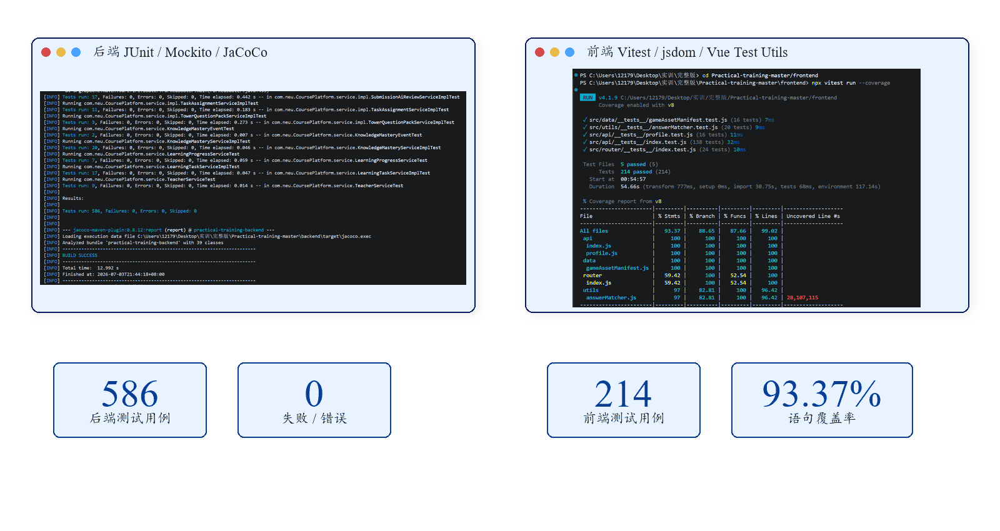 后端 JUnit / Mockito / JaCoCo
[INFO] Tests run: 17, Failures: 0, Errors: 0, Skipped: 0, Time elapsed: 0.442 s -- in com.neu.CoursePlatform.service.impl.SubmissionAiReviewServiceImplTest
[INFO] Running com.neu.CoursePlatform.service.impl.TaskAssignmentServiceImplTest
[INFO] Tests run: 11, Failures: 0, Errors: 0, Skipped: 0, Time elapsed: 0.183 s -- in com.neu.CoursePlatform.service.impl.TaskAssignmentServiceImplTest
[INFO] Running com.neu.CoursePlatform.service.impl.TowerQuestionPackServiceImplTest
[INFO] Tests run: 3, Failures: 0, Errors: 0, Skipped: 0, Time elapsed: 0.273 s -- in com.neu.CoursePlatform.service.impl.TowerQuestionPackServiceImplTest
[INFO] Running com.neu.CoursePlatform.service.KnowledgeMasteryEventTest
[INFO] Tests run: 2, Failures: 0, Errors: 0, Skipped: 0, Time elapsed: 0.007 s -- in com.neu.CoursePlatform.service.KnowledgeMasteryEventTest
[INFO] Running com.neu.CoursePlatform.service.KnowledgeMasteryServiceImplTest
[INFO] Tests run: 20, Failures: 0, Errors: 0, Skipped: 0, Time elapsed: 0.046 s -- in com.neu.CoursePlatform.service.KnowledgeMasteryServiceImplTest
[INFO] Running com.neu.CoursePlatform.service.LearningProgressServiceTest
[INFO] Tests run: 7, Failures: 0, Errors: 0, Skipped: 0, Time elapsed: 0.059 s -- in com.neu.CoursePlatform.service.LearningProgressServiceTest
[INFO] Running com.neu.CoursePlatform.service.LearningTaskServiceImplTest
[INFO] Tests run: 17, Failures: 0, Errors: 0, Skipped: 0, Time elapsed: 0.047 s -- in com.neu.CoursePlatform.service.LearningTaskServiceImplTest
[INFO] Running com.neu.CoursePlatform.service.TeacherServiceTest
[INFO] Tests run: 9, Failures: 0, Errors: 0, Skipped: 0, Time elapsed: 0.014 s -- in com.neu.CoursePlatform.service.TeacherServiceTest
[INFO]
[INFO] Results:
[INFO]
[INFO] Tests run: 586, Failures: 0, Errors: 0, Skipped: 0
[INFO]
[INFO]
[INFO] --- jacoco-maven-plugin:0.8.12:report (report) @ practical-training-backend ---
[INFO] Loading execution data file C:\Users\12179\Desktop\实训\完整版\Practical-training-master\backend\target\jacoco.exec
[INFO] Analyzed bundle 'practical-training-backend' with 39 classes
[INFO] ------------------------------------------------------------------------
[INFO] BUILD SUCCESS
[INFO] ------------------------------------------------------------------------
[INFO] Total time:  12.992 s
[INFO] Finished at: 2026-07-03T21:44:18+08:00
[INFO] ------------------------------------------------------------------------
前端 Vitest / jsdom / Vue Test Utils
PS C:\Users\12179\Desktop\实训\完整版> cd Practical-training-master/frontend
PS C:\Users\12179\Desktop\实训\完整版\Practical-training-master\frontend> npx vitest run --coverage
RUN v4.1.9 C:/Users/12179/Desktop/实训/完整版/Practical-training-master/frontend
Coverage enabled with v8
✓ src/data/__tests__/gameAssetManifest.test.js (16 tests) 7ms
✓ src/utils/__tests__/answerMatcher.test.js (20 tests) 9ms
✓ src/api/__tests__/profile.test.js (16 tests) 11ms
✓ src/api/__tests__/index.test.js (138 tests) 32ms
✓ src/router/__tests__/index.test.js (24 tests) 10ms
Test Files 5 passed (5)
Tests 214 passed (214)
Start at 00:54:57
Duration 54.66s (transform 777ms, setup 0ms, import 30.75s, tests 68ms, environment 117.14s)
% Coverage report from v8
----------------------|---------|----------|---------|---------|-------------------
File | % Stmts | % Branch | % Funcs | % Lines | Uncovered Line #s
----------------------|---------|----------|---------|---------|-------------------
All files | 93.37 | 88.65 | 87.66 | 99.02 |
api | 100 | 100 | 100 | 100 |
index.js | 100 | 100 | 100 | 100 |
profile.js | 100 | 100 | 100 | 100 |
data | 100 | 100 | 100 | 100 |
gameAssetManifest.js | 100 | 100 | 100 | 100 |
router | 59.42 | 100 | 52.54 | 100 |
index.js | 59.42 | 100 | 52.54 | 100 |
utils | 97 | 82.81 | 100 | 96.42 |
answerMatcher.js | 97 | 82.81 | 100 | 96.42 | 28,107,115
----------------------|---------|----------|---------|---------|-------------------
586
后端测试用例
0
失败 / 错误
214
前端测试用例
93.37%
语句覆盖率